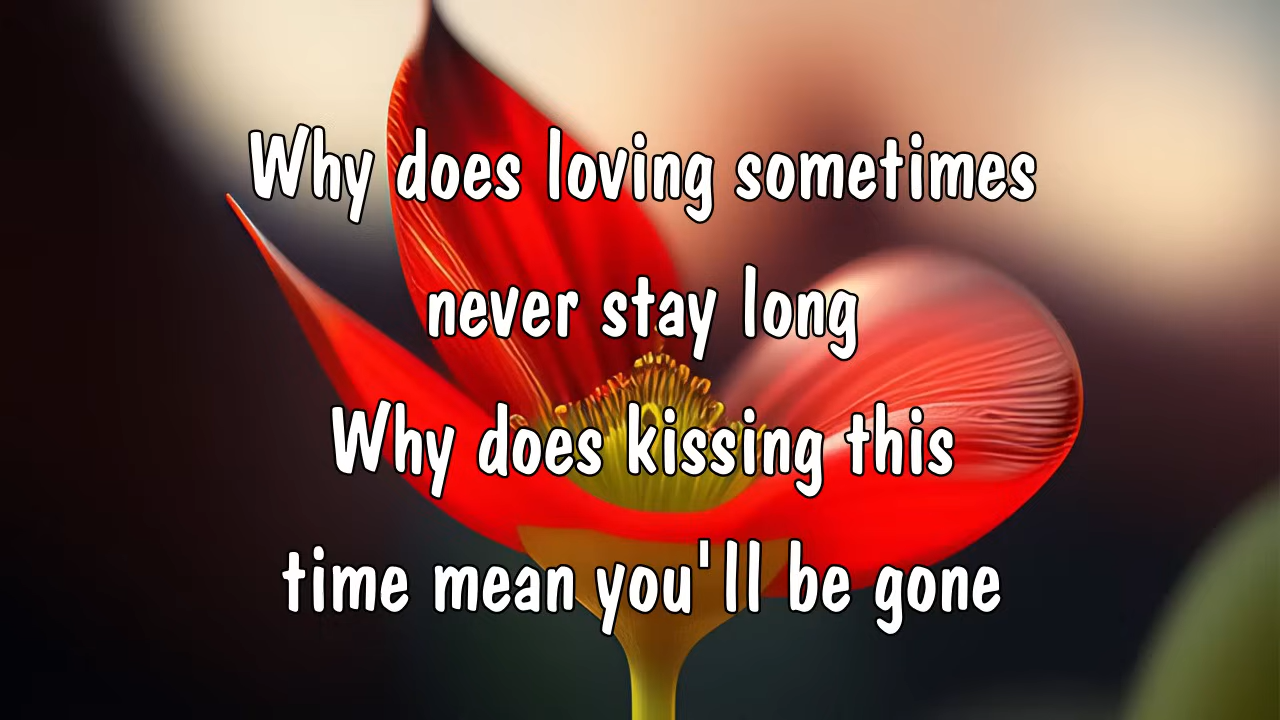 Why does loving sometimes
never stay long
Why does kissing this
time mean you'll be gone